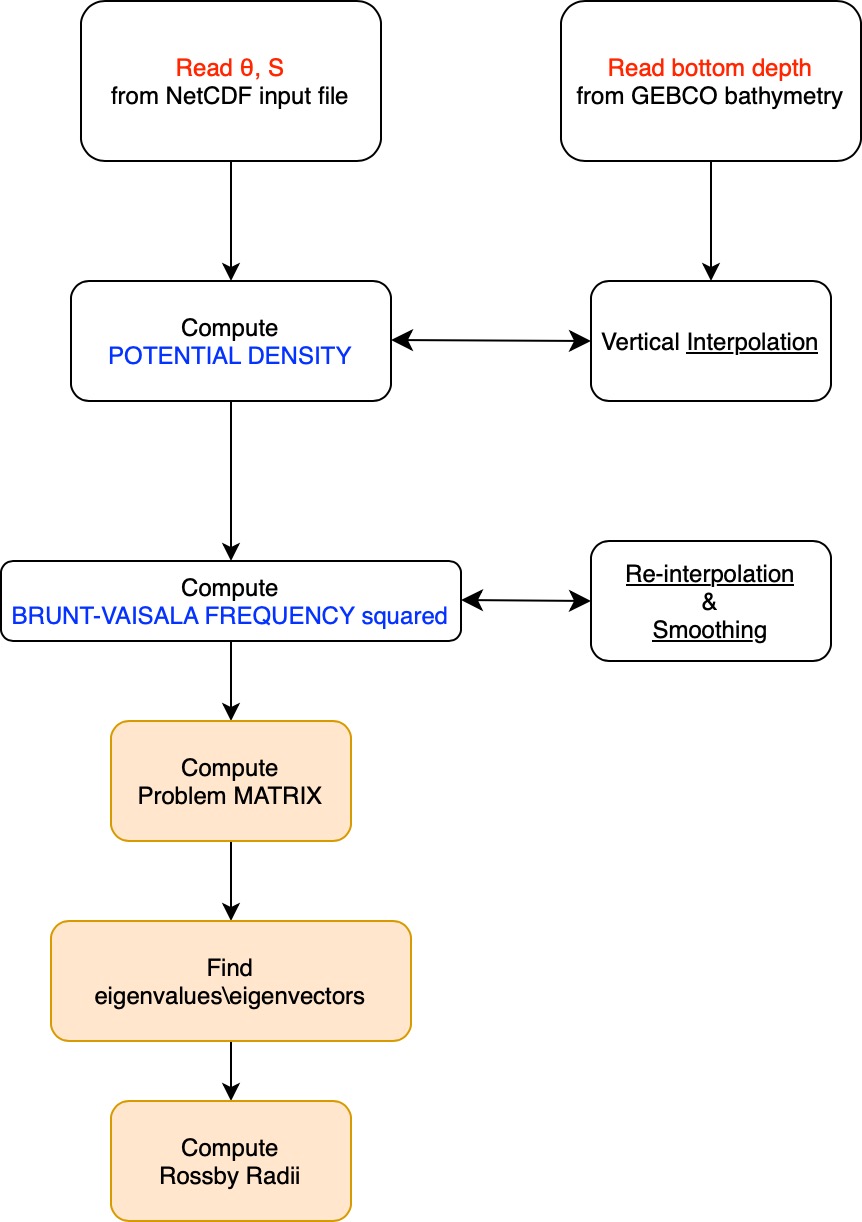 Read θ, S
from NetCDF input file
Read bottom depth
from GEBCO bathymetry
Compute
POTENTIAL DENSITY
Vertical Interpolation
Compute
BRUNT-VAISALA FREQUENCY squared
Re-interpolation
&
Smoothing
Compute
Problem MATRIX
Find
eigenvalues\eigenvectors
Compute
Rossby Radii